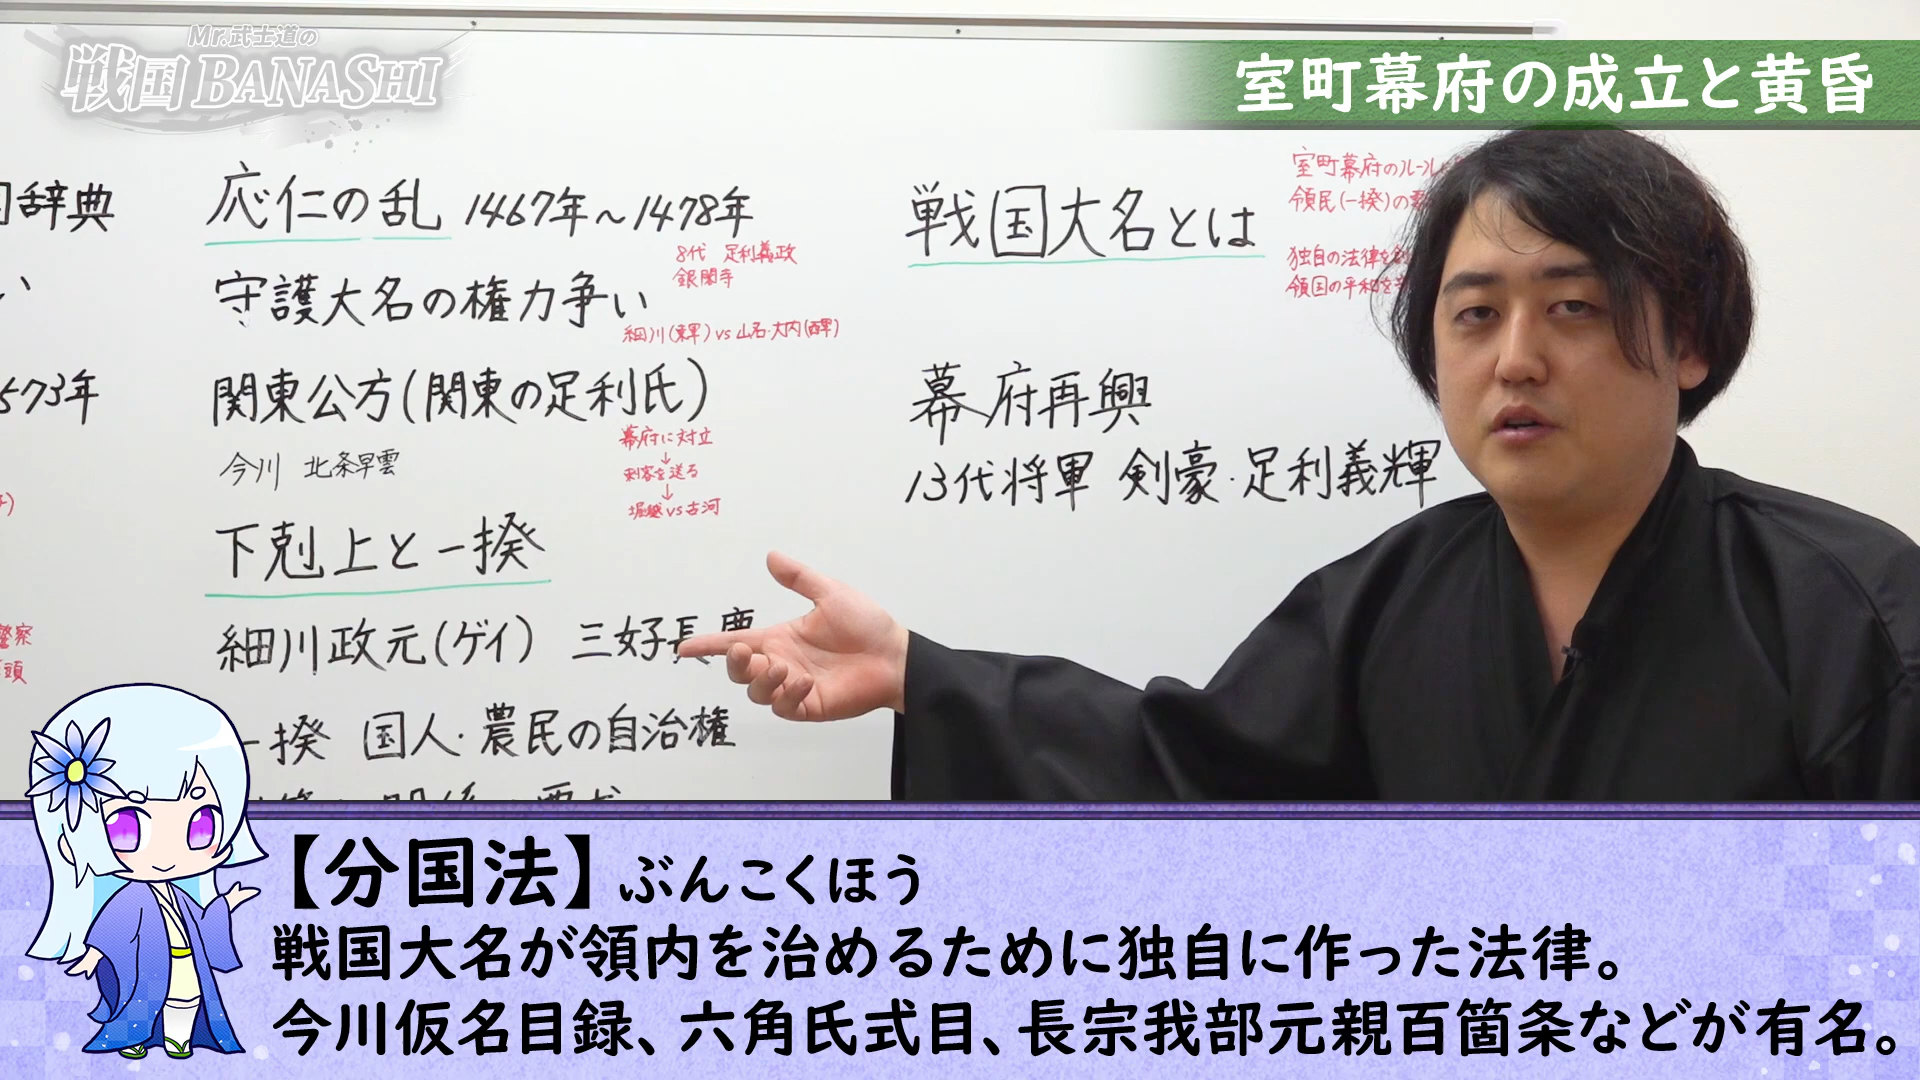 Mr.武士道の
戦国BANASHI
室町幕府の成立と黄昏
辞典
573年
警察
頭
応仁の乱 1467年~1478年
8代 足利義政
銀閣寺
守護大名の権力争い
細川(東軍) vs 山名・大内(西軍)
関東公方(関東の足利氏)
今川 北条早雲
幕府に対立
↓
刺客を送る
↓
堀越vs古河
下剋上と一揆
細川政元(ゲイ) 三好長慶
一揆 国人・農民の自治権
戦国大名とは
室町幕府のルール
領民(一揆)の
独自の法律を
領国の平和を
幕府再興
13代将軍 剣豪・足利義輝
【分国法】ぶんこくほう
戦国大名が領内を治めるために独自に作った法律。
今川仮名目録、六角氏式目、長宗我部元親百箇条などが有名。